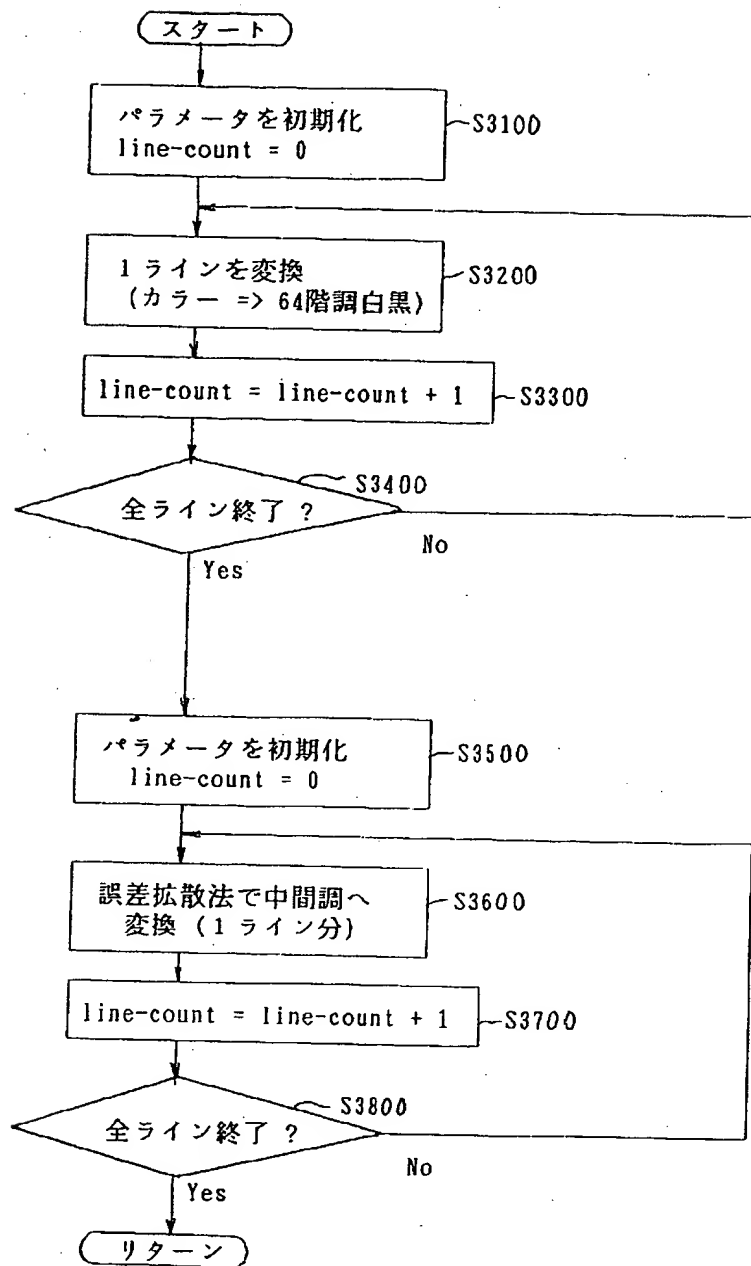 スタート
パラメータを初期化
line-count = 0
S3100
1 ラインを変換
(カラー => 64階調白黒)
S3200
line-count = line-count + 1
S3300
S3400
全ライン終了 ?
No
Yes
パラメータを初期化
line-count = 0
S3500
誤差拡散法で中間調へ
変換 (1 ライン分)
S3600
line-count = line-count + 1
S3700
S3800
全ライン終了 ?
No
Yes
リターン